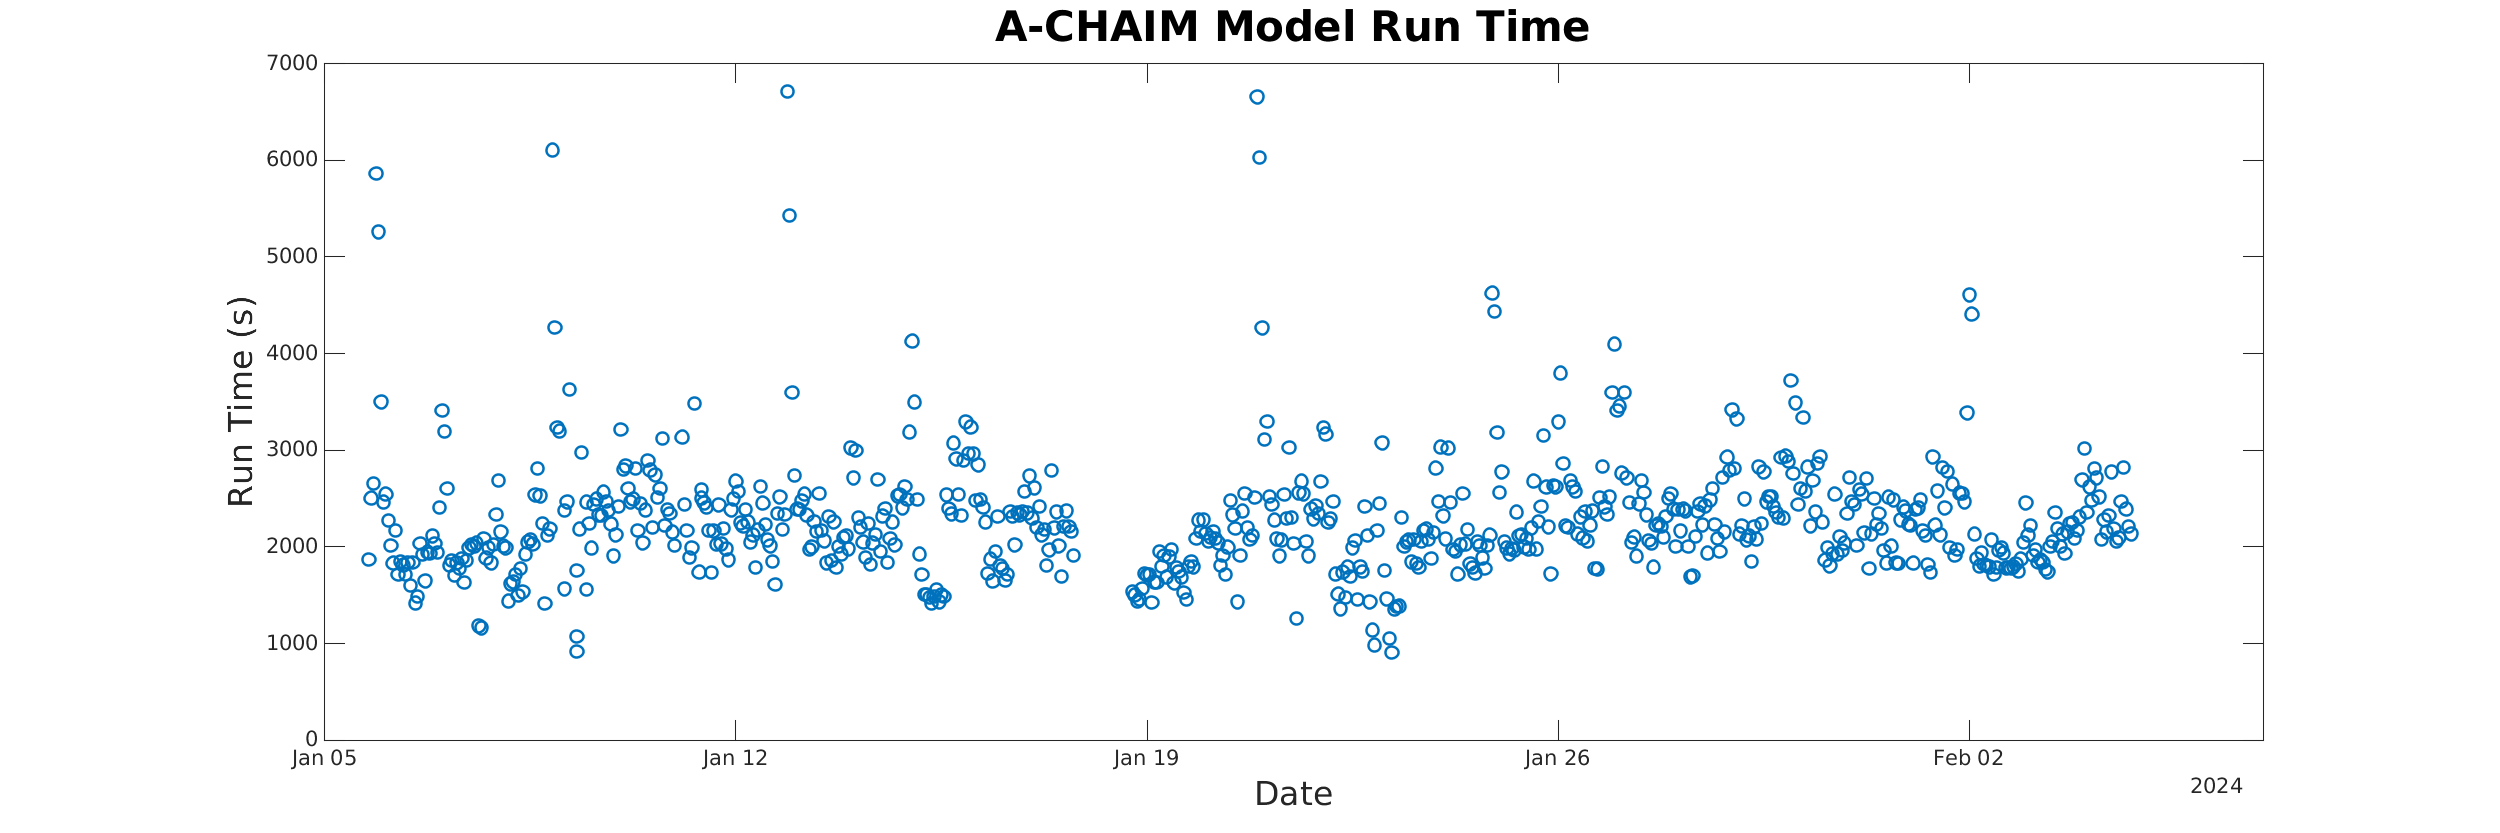 A-CHAIM Model Run Time
7000
6000
5000
4000
3000
2000
1000
0
Run Time (s)
Jan 05 Jan 12 Jan 19 Jan 26 Feb 02
Date
2024